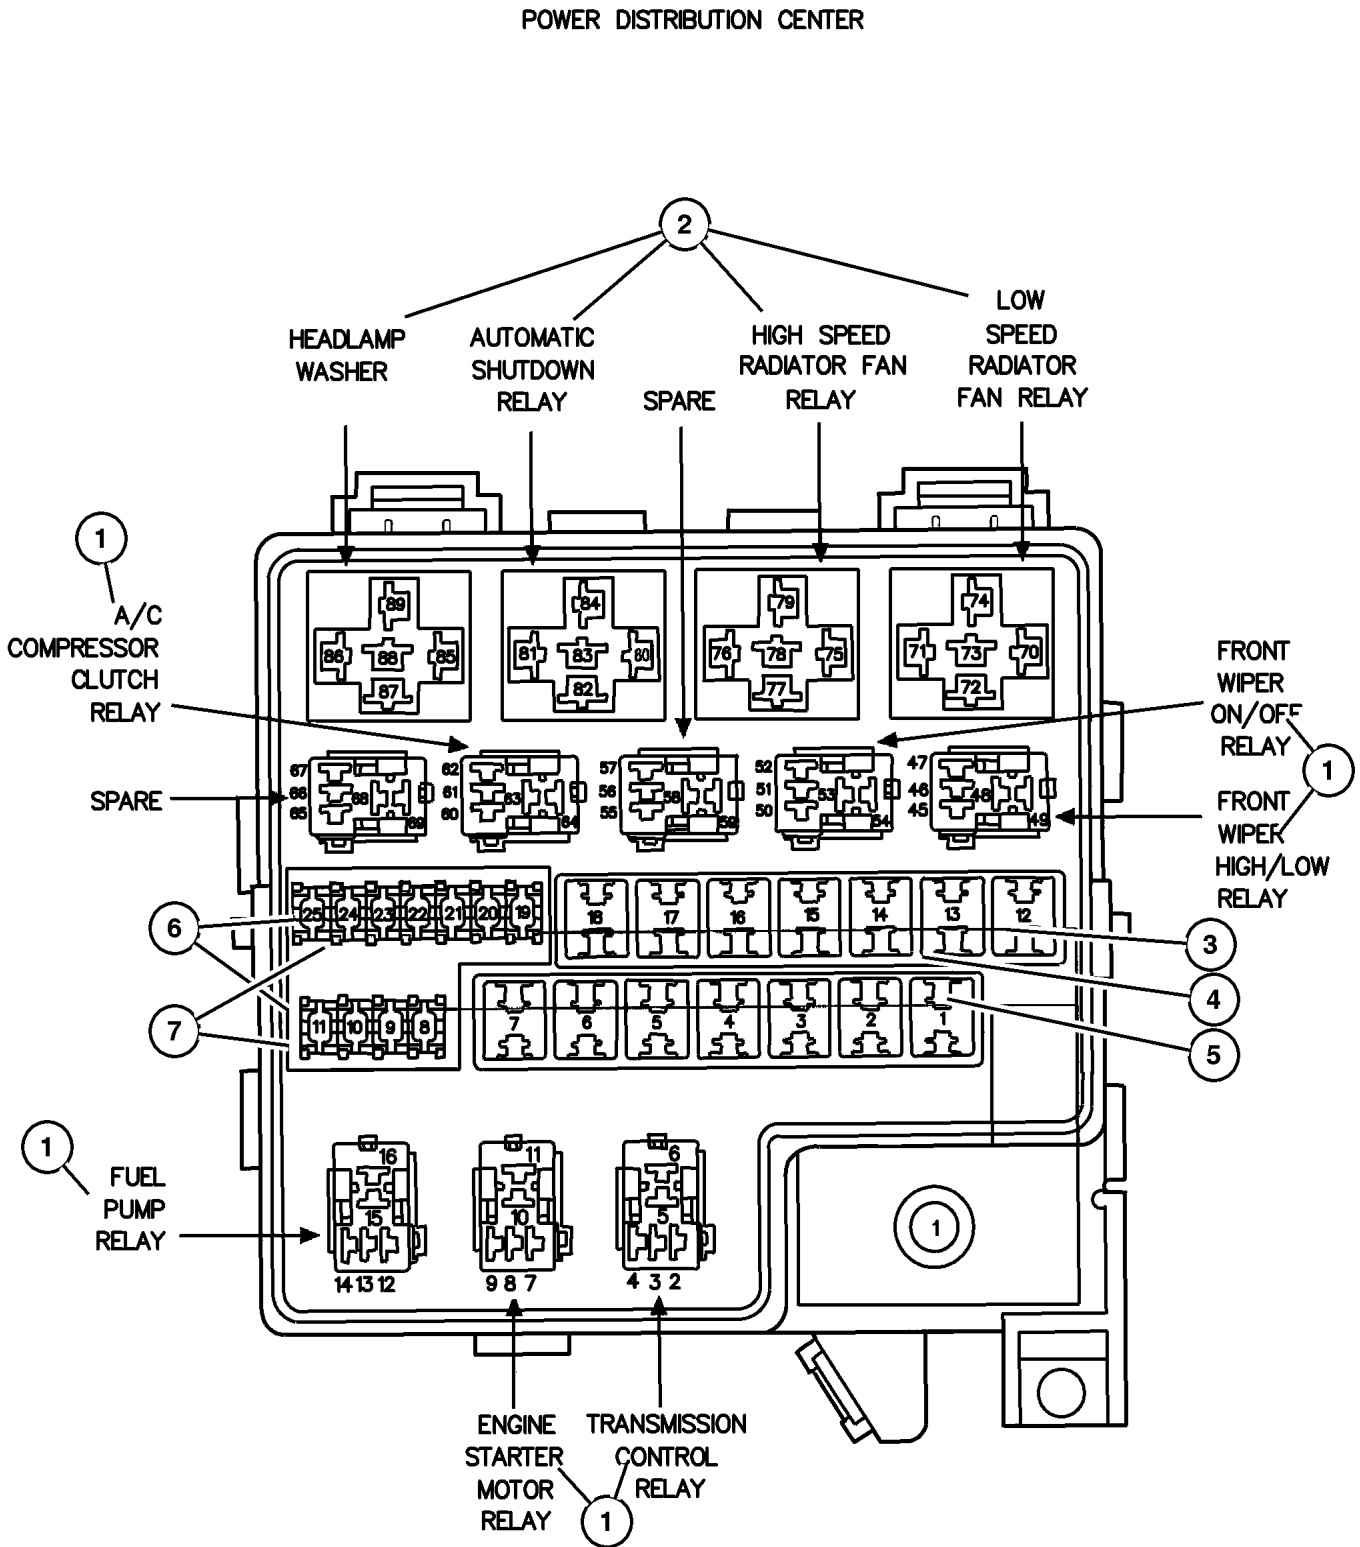 POWER DISTRIBUTION CENTER
2
HEADLAMP
WASHER
AUTOMATIC
SHUTDOWN
RELAY
SPARE
HIGH SPEED
RADIATOR FAN
RELAY
LOW
SPEED
RADIATOR
FAN RELAY
1
A/C
COMPRESSOR
CLUTCH
RELAY
89
86 88 85
87
84
81 83 80
82
79
76 78 75
77
74
71 73 70
72
FRONT
WIPER
ON/OFF
RELAY
1
SPARE
67
66
65
68
69
62
61
60
63
64
57
56
55
58
59
52
51
50
53
54
47
46
45
48
49
FRONT
WIPER
HIGH/LOW
RELAY
6
25 24 23 22 21 20 19
18 17 16 15 14 13 12
3
4
7
11 10 9 8
7 6 5 4 3 2 1
5
1
FUEL
PUMP
RELAY
16
15
14 13 12
11
10
9 8 7
6
5
4 3 2
1
ENGINE
STARTER
MOTOR
RELAY
TRANSMISSION
CONTROL
RELAY
1